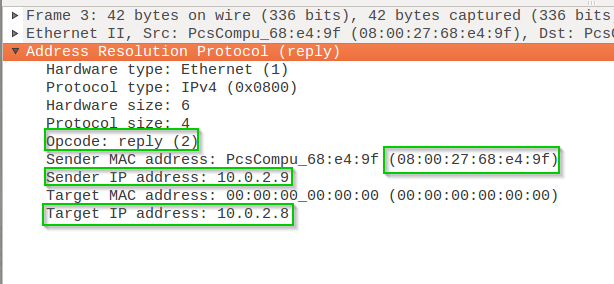 Frame 3: 42 bytes on wire (336 bits), 42 bytes captured (336 bits
Ethernet II, Src: PcsCompu_68:e4:9f (08:00:27:68:e4:9f), Dst: PcsC
Address Resolution Protocol (reply)
Hardware type: Ethernet (1)
Protocol type: IPv4 (0x0800)
Hardware size: 6
Protocol size: 4
Opcode: reply (2)
Sender MAC address: PcsCompu_68:e4:9f (08:00:27:68:e4:9f)
Sender IP address: 10.0.2.9
Target MAC address: 00:00:00_00:00:00 (00:00:00:00:00:00)
Target IP address: 10.0.2.8